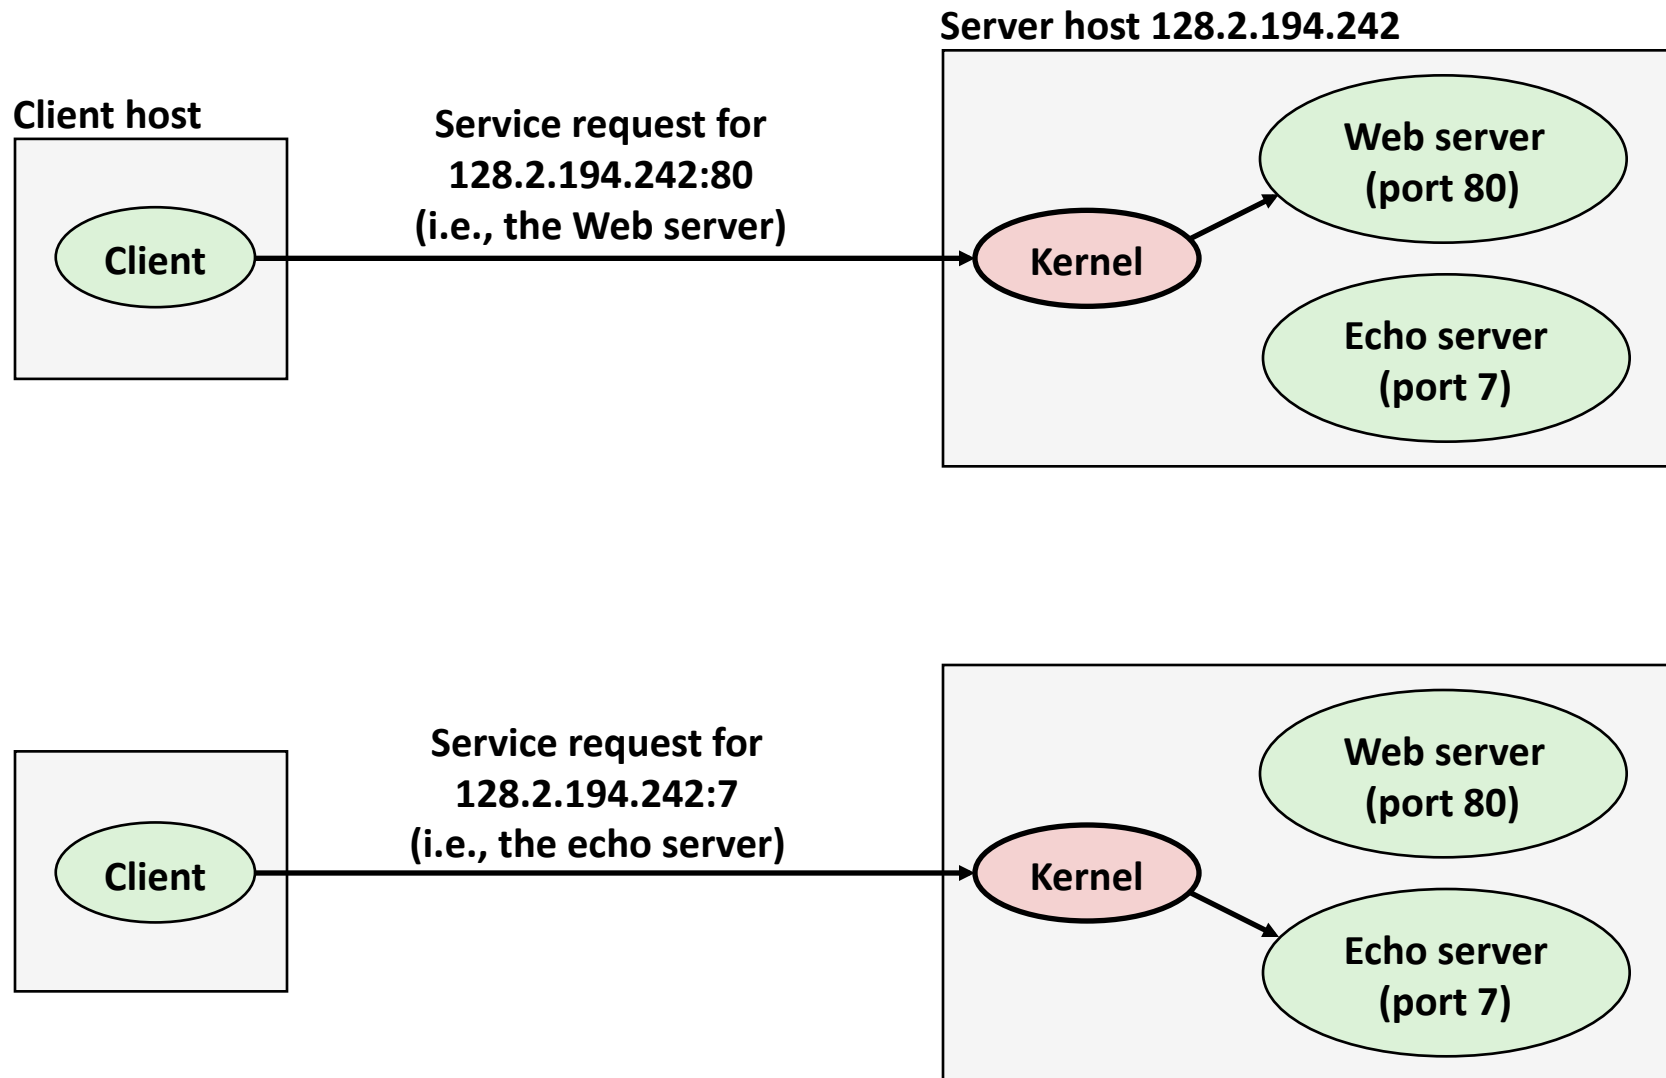 Server host 128.2.194.242
Client host
Service request for
128.2.194.242:80
(i.e., the Web server)
Client
Kernel
Web server
(port 80)
Echo server
(port 7)
Service request for
128.2.194.242:7
(i.e., the echo server)
Client
Kernel
Web server
(port 80)
Echo server
(port 7)